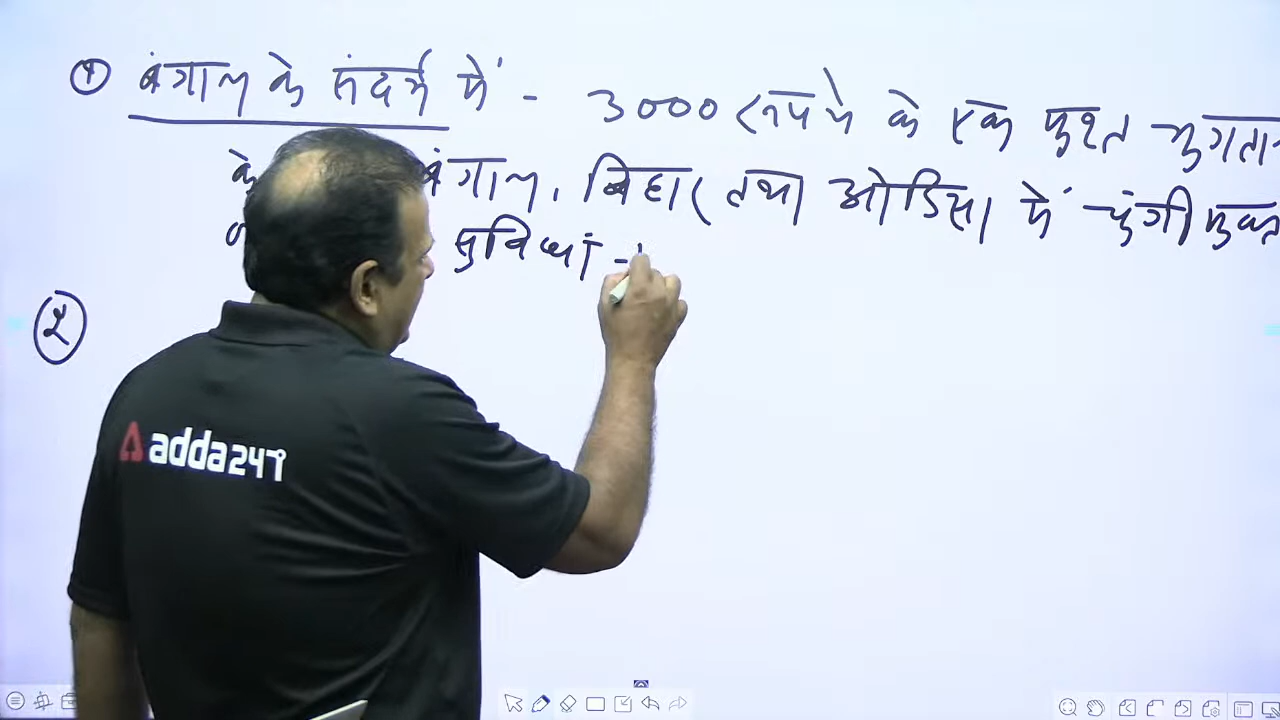 ① बंगाल के संदर्भ में - 3000 रुपये के एक मुश्त भुगतान
के बंगाल, बिहार तथा ओडिसा में चुंगी मुक्त
सुविधा -
②
adda247